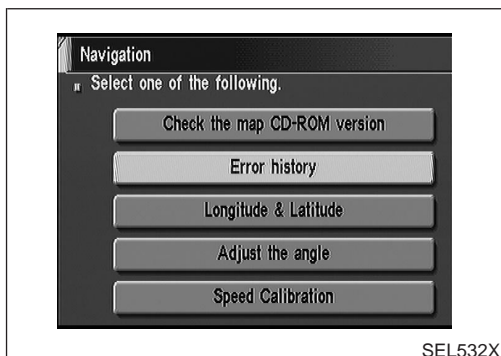 Navigation
Select one of the following.
Check the map CD-ROM version
Error history
Longitude & Latitude
Adjust the angle
Speed Calibration
SEL532X